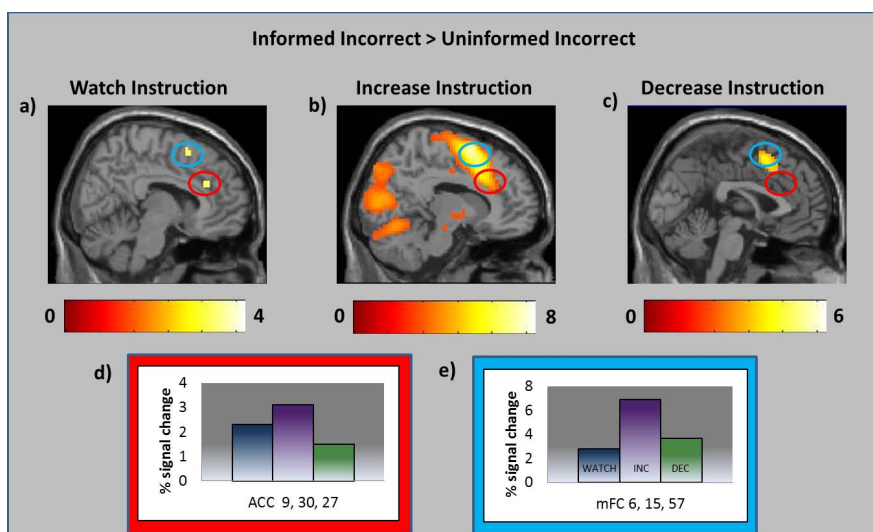 Informed Incorrect > Uninformed Incorrect
Watch Instruction
Increase Instruction
Decrease Instruction
a)
b)
c)
0
4
0
8
0
6
d)
4
3
2
1
0
% signal change
ACC 9, 30, 27
e)
8
6
4
2
0
% signal change
WATCH
INC
DEC
mFC 6, 15, 57